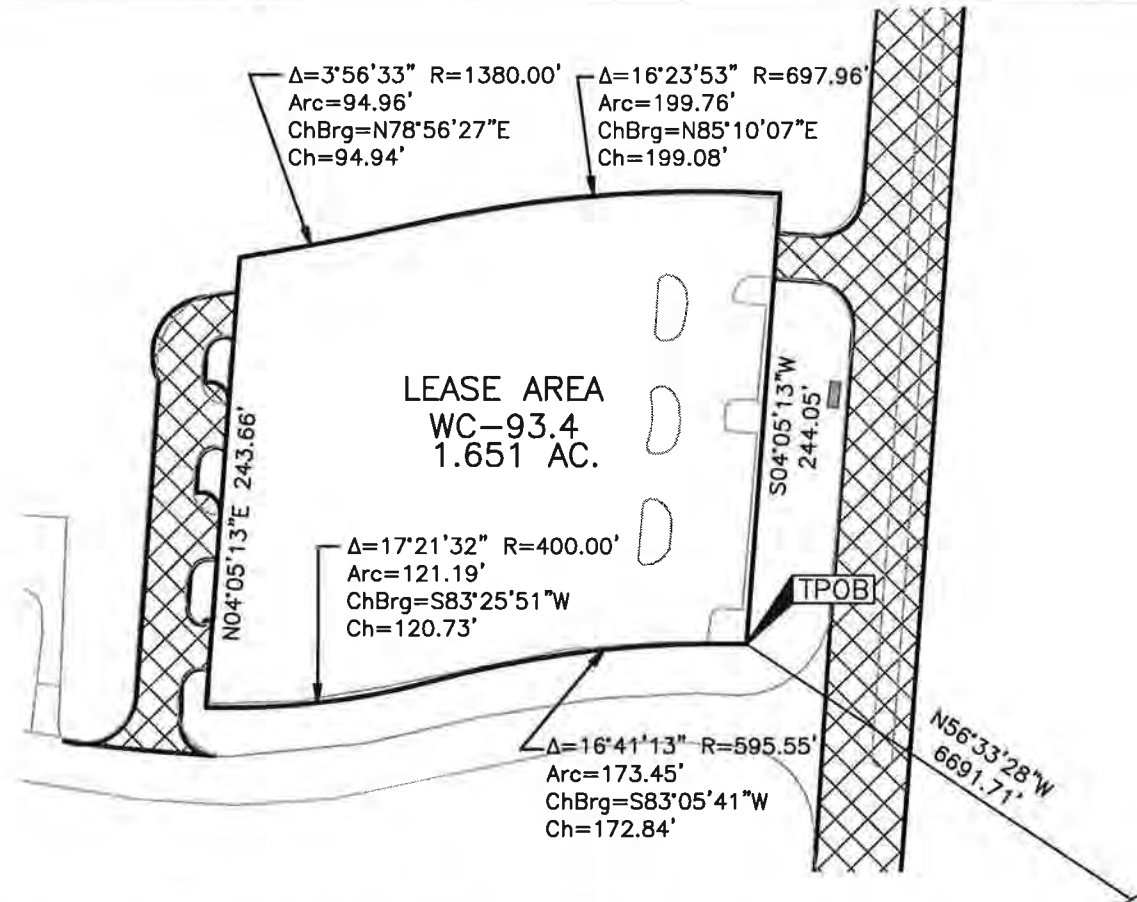 Δ=3°56'33" R=1380.00'
Arc=94.96'
ChBrg=N78°56'27"E
Ch=94.94'
Δ=16°23'53" R=697.96'
Arc=199.76'
ChBrg=N85°10'07"E
Ch=199.08'
LEASE AREA
WC-93.4
1.651 AC.
N04°05'13"E 243.66'
S04°05'13"W
244.05'
Δ=17°21'32" R=400.00'
Arc=121.19'
ChBrg=S83°25'51"W
Ch=120.73'
TPOB
Δ=16°41'13" R=595.55'
Arc=173.45'
ChBrg=S83°05'41"W
Ch=172.84'
N56°33'28"W
6691.71'